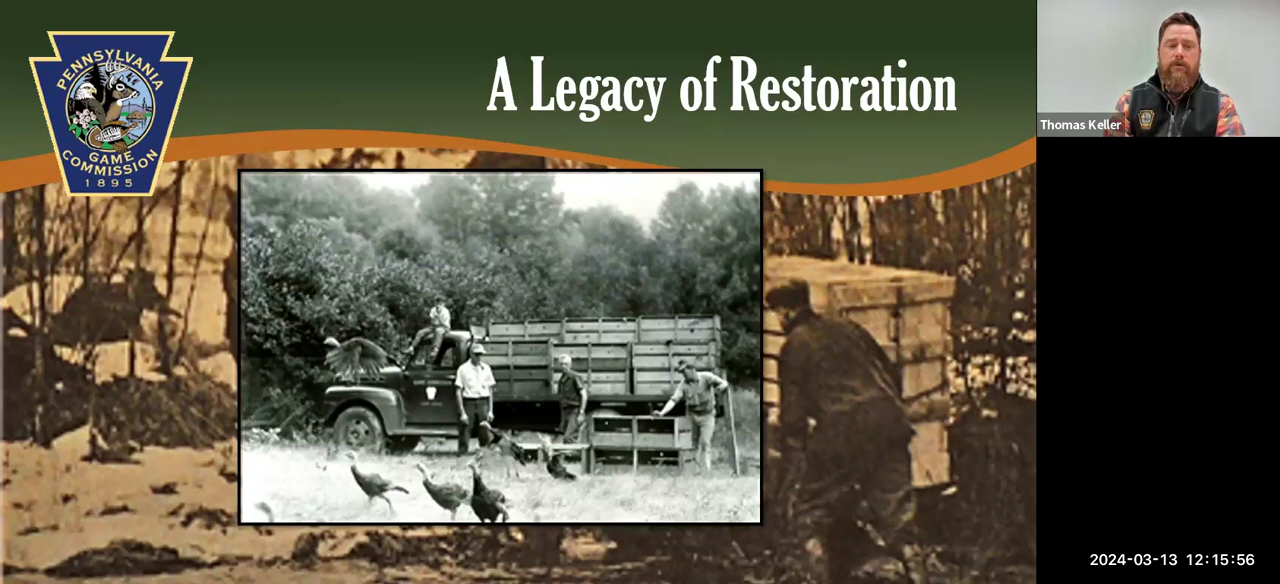 PENNSYLVANIA
GAME
COMMISSION
1895
A Legacy of Restoration
Thomas Keller
2024-03-13 12:15:56